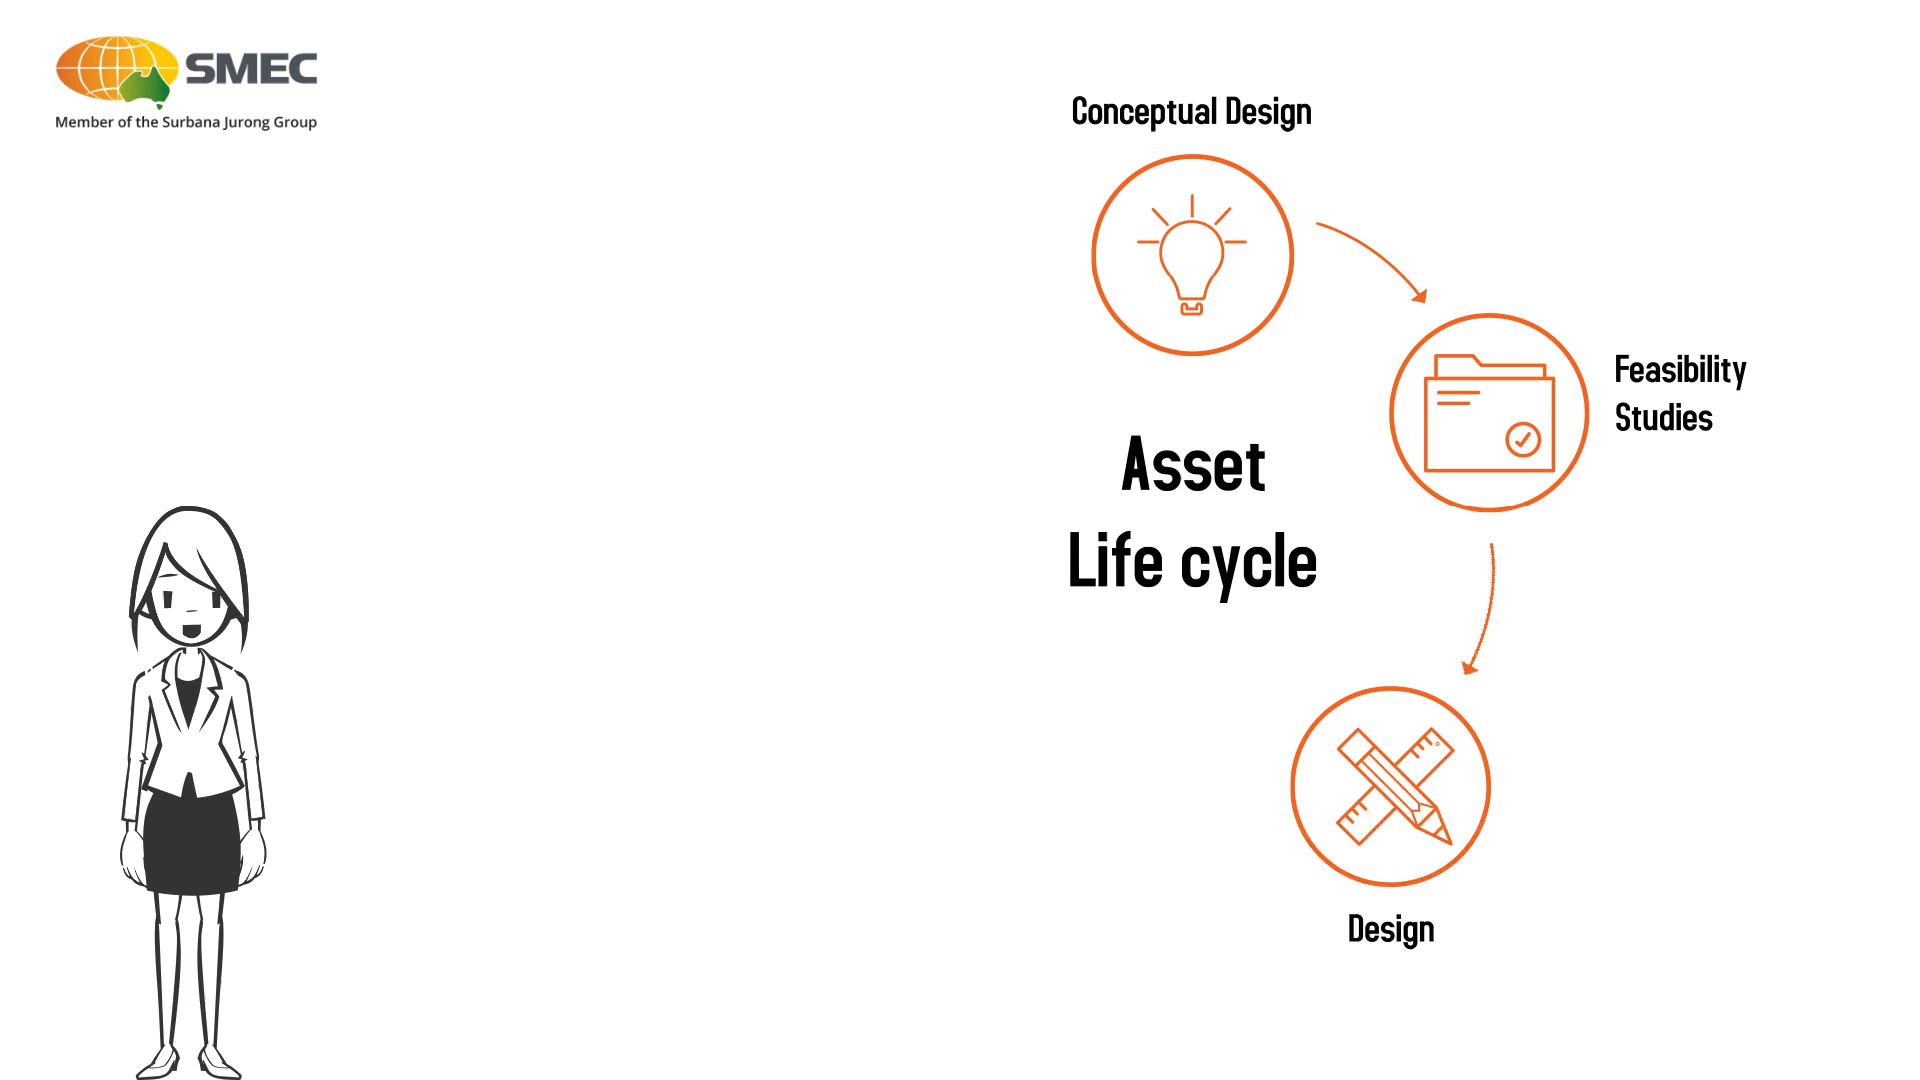 SMEC
Member of the Surbana Jurong Group
Conceptual Design
Feasibility
Studies
Asset
Life cycle
Design